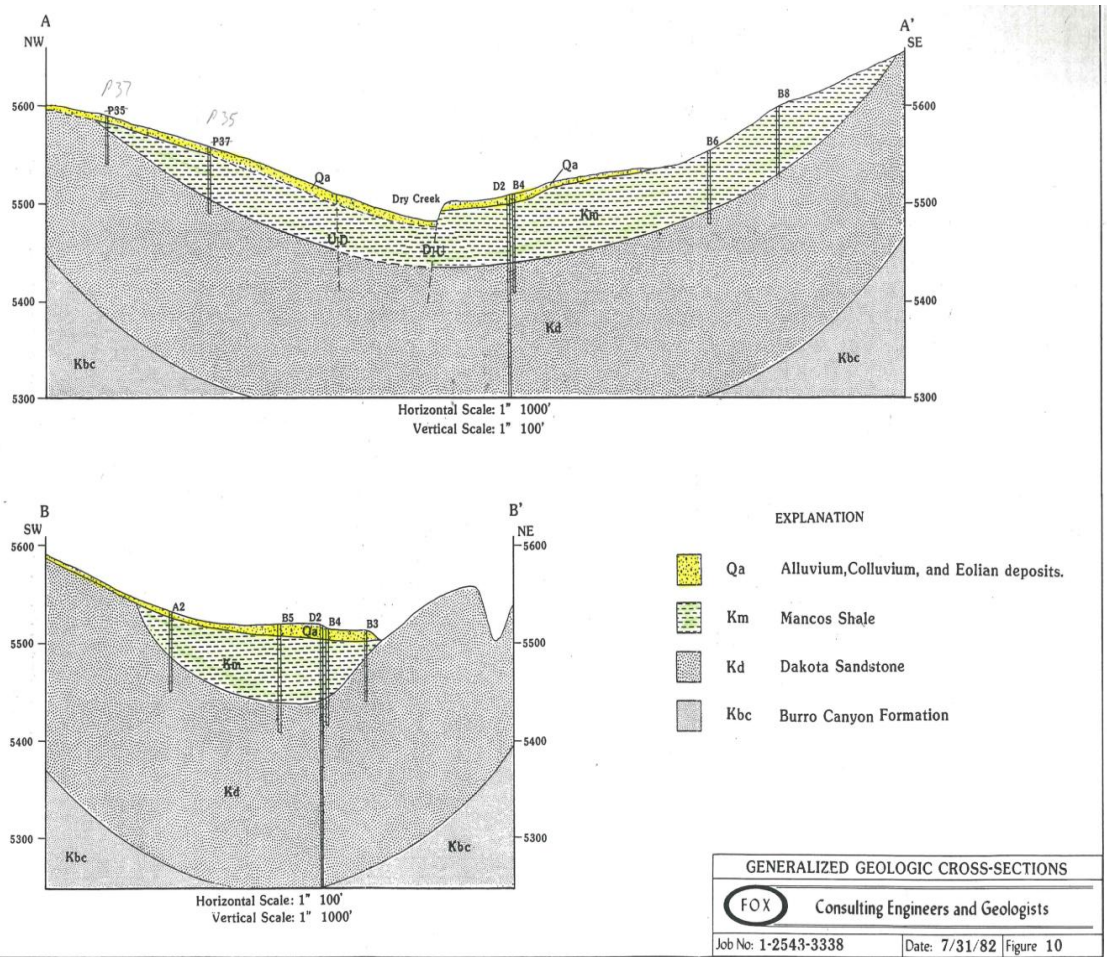 A
NW
A'
SE
P37
P35
P35
P37
B8
B6
5600
5600
Qa
Qa
Dry Creek
D2 B4
5500
5500
Km
U D
D U
5400
5400
Kd
Kbc
Kbc
5300
5300
Horizontal Scale: 1" 1000'
Vertical Scale: 1" 100'
B
SW
B'
NE
5600
5600
A2
B5
D2
B4
B3
Qa
5500
5500
Km
5400
5400
Kd
5300
5300
Kbc
Kbc
Horizontal Scale: 1" 100'
Vertical Scale: 1" 1000'
EXPLANATION
Qa Alluvium,Colluvium, and Eolian deposits.
Km Mancos Shale
Kd Dakota Sandstone
Kbc Burro Canyon Formation
GENERALIZED GEOLOGIC CROSS-SECTIONS
FOX Consulting Engineers and Geologists
Job No: 1-2543-3338 Date: 7/31/82 Figure 10